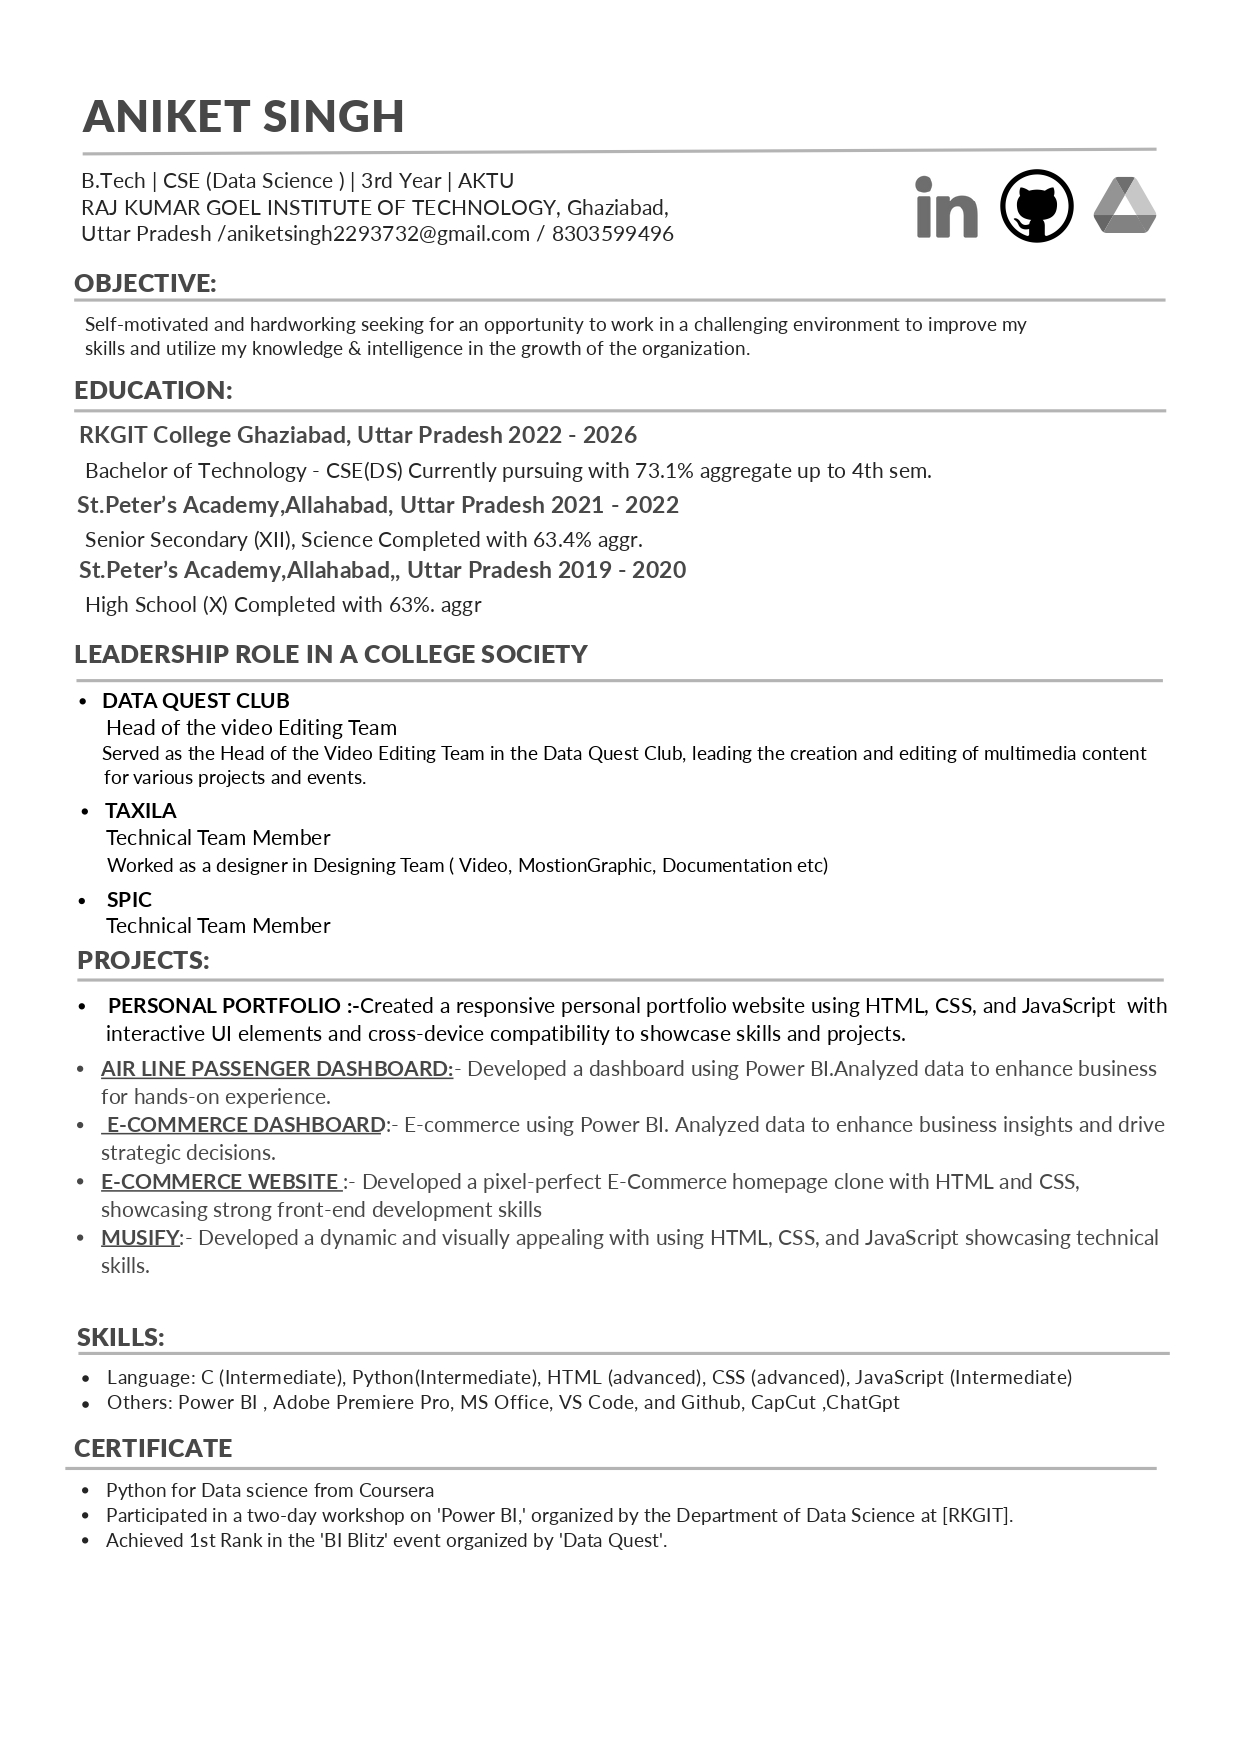 ANIKET SINGH
B.Tech | CSE (Data Science ) | 3rd Year | AKTU
RAJ KUMAR GOEL INSTITUTE OF TECHNOLOGY, Ghaziabad,
Uttar Pradesh /aniketsingh2293732@gmail.com / 8303599496
in
OBJECTIVE:
Self-motivated and hardworking seeking for an opportunity to work in a challenging environment to improve my
skills and utilize my knowledge & intelligence in the growth of the organization.
EDUCATION:
RKGIT College Ghaziabad, Uttar Pradesh 2022 - 2026
Bachelor of Technology - CSE(DS) Currently pursuing with 73.1% aggregate up to 4th sem.
St.Peter’s Academy,Allahabad, Uttar Pradesh 2021 - 2022
Senior Secondary (XII), Science Completed with 63.4% aggr.
St.Peter’s Academy,Allahabad,, Uttar Pradesh 2019 - 2020
High School (X) Completed with 63%. aggr
LEADERSHIP ROLE IN A COLLEGE SOCIETY
• DATA QUEST CLUB
Head of the video Editing Team
Served as the Head of the Video Editing Team in the Data Quest Club, leading the creation and editing of multimedia content
for various projects and events.
• TAXILA
Technical Team Member
Worked as a designer in Designing Team ( Video, MostionGraphic, Documentation etc)
• SPIC
Technical Team Member
PROJECTS:
• PERSONAL PORTFOLIO :-Created a responsive personal portfolio website using HTML, CSS, and JavaScript with
interactive UI elements and cross-device compatibility to showcase skills and projects.
• AIR LINE PASSENGER DASHBOARD:- Developed a dashboard using Power BI.Analyzed data to enhance business
for hands-on experience.
• E-COMMERCE DASHBOARD:- E-commerce using Power BI. Analyzed data to enhance business insights and drive
strategic decisions.
• E-COMMERCE WEBSITE :- Developed a pixel-perfect E-Commerce homepage clone with HTML and CSS,
showcasing strong front-end development skills
• MUSIFY:- Developed a dynamic and visually appealing with using HTML, CSS, and JavaScript showcasing technical
skills.
SKILLS:
• Language: C (Intermediate), Python(Intermediate), HTML (advanced), CSS (advanced), JavaScript (Intermediate)
• Others: Power BI , Adobe Premiere Pro, MS Office, VS Code, and Github, CapCut ,ChatGpt
CERTIFICATE
• Python for Data science from Coursera
• Participated in a two-day workshop on 'Power BI,' organized by the Department of Data Science at [RKGIT].
• Achieved 1st Rank in the 'BI Blitz' event organized by 'Data Quest'.